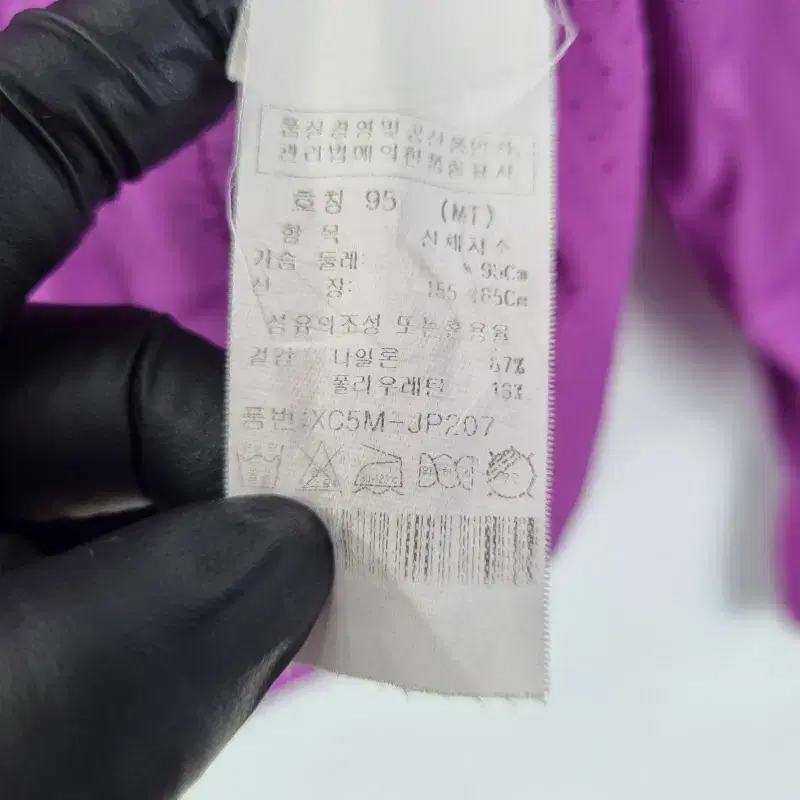 품질경영및공산품안전
관리법에의한품질표시
호칭 95 (MT)
항목 신체치수
가슴 둘레: 95Cm
신 장: 165 185Cm
섬유의조성 또는혼용율
겉감 나일론
폴리우레탄
품번:XC5M-JP207